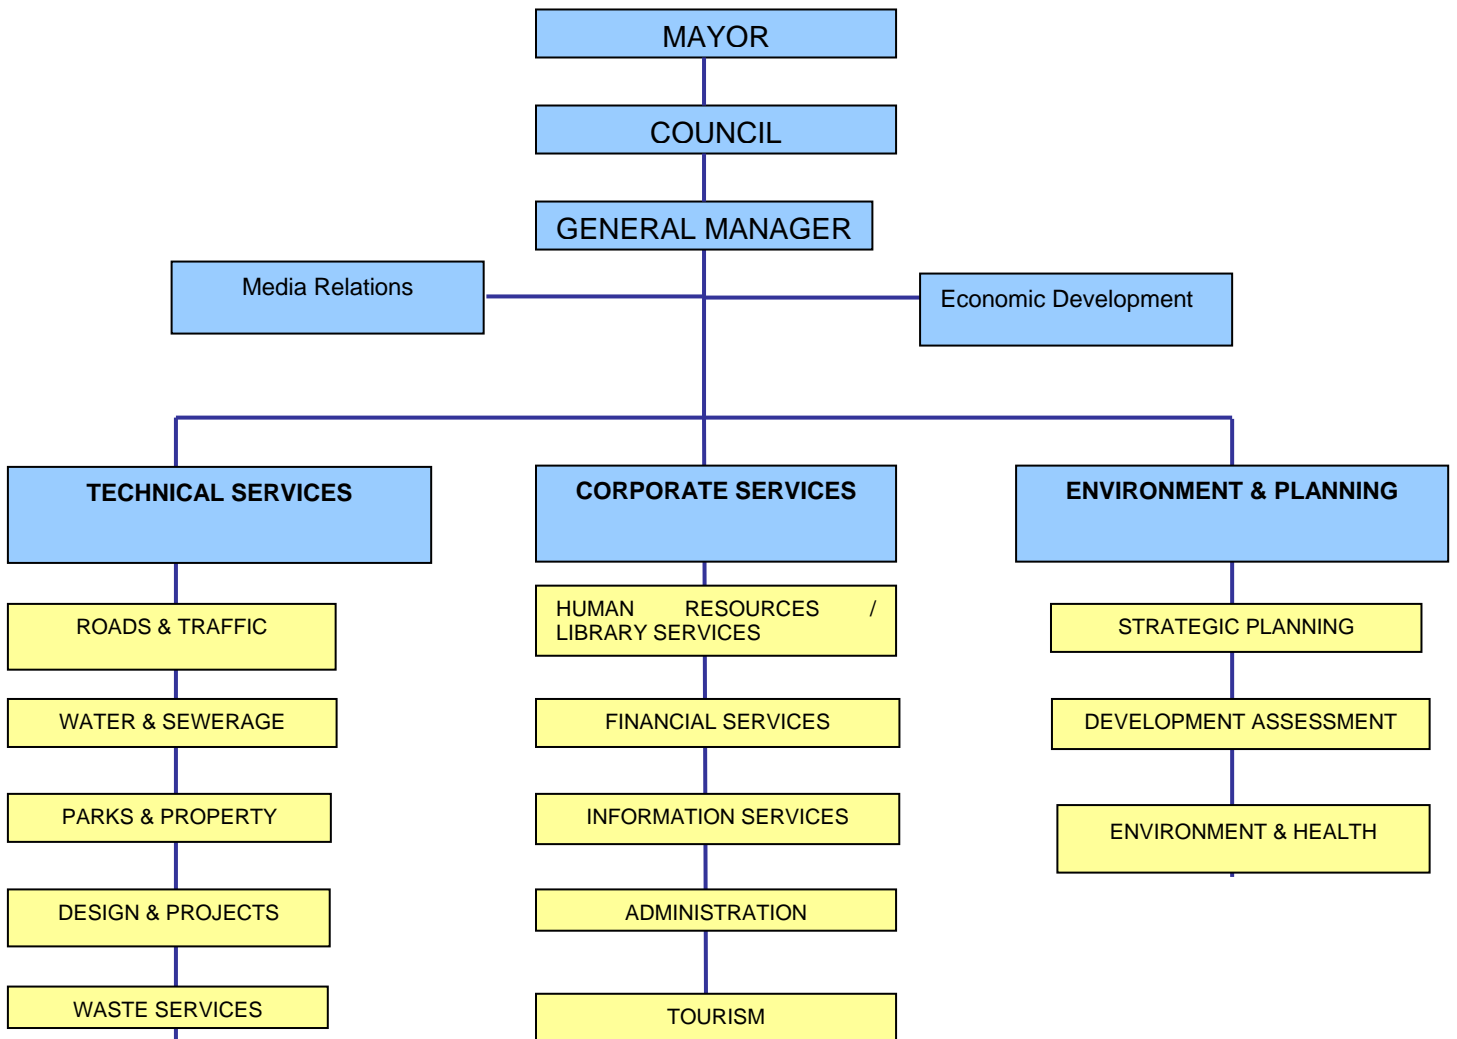 MAYOR
COUNCIL
GENERAL MANAGER
Media Relations
Economic Development
TECHNICAL SERVICES
CORPORATE SERVICES
ENVIRONMENT & PLANNING
ROADS & TRAFFIC
WATER & SEWERAGE
PARKS & PROPERTY
DESIGN & PROJECTS
WASTE SERVICES
HUMAN RESOURCES /
LIBRARY SERVICES
FINANCIAL SERVICES
INFORMATION SERVICES
ADMINISTRATION
TOURISM
STRATEGIC PLANNING
DEVELOPMENT ASSESSMENT
ENVIRONMENT & HEALTH